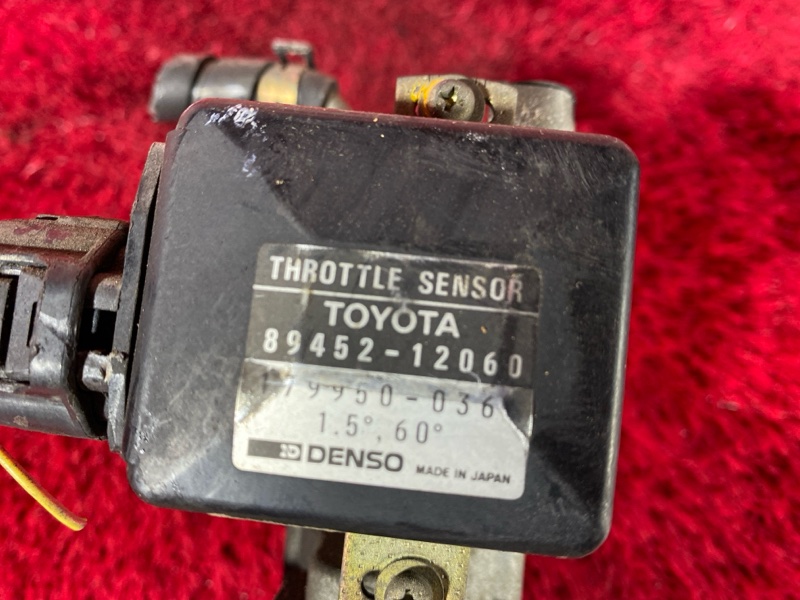 THROTTLE SENSOR
TOYOTA
89452-12060
179950-036
1.5°, 60°
DENSO MADE IN JAPAN